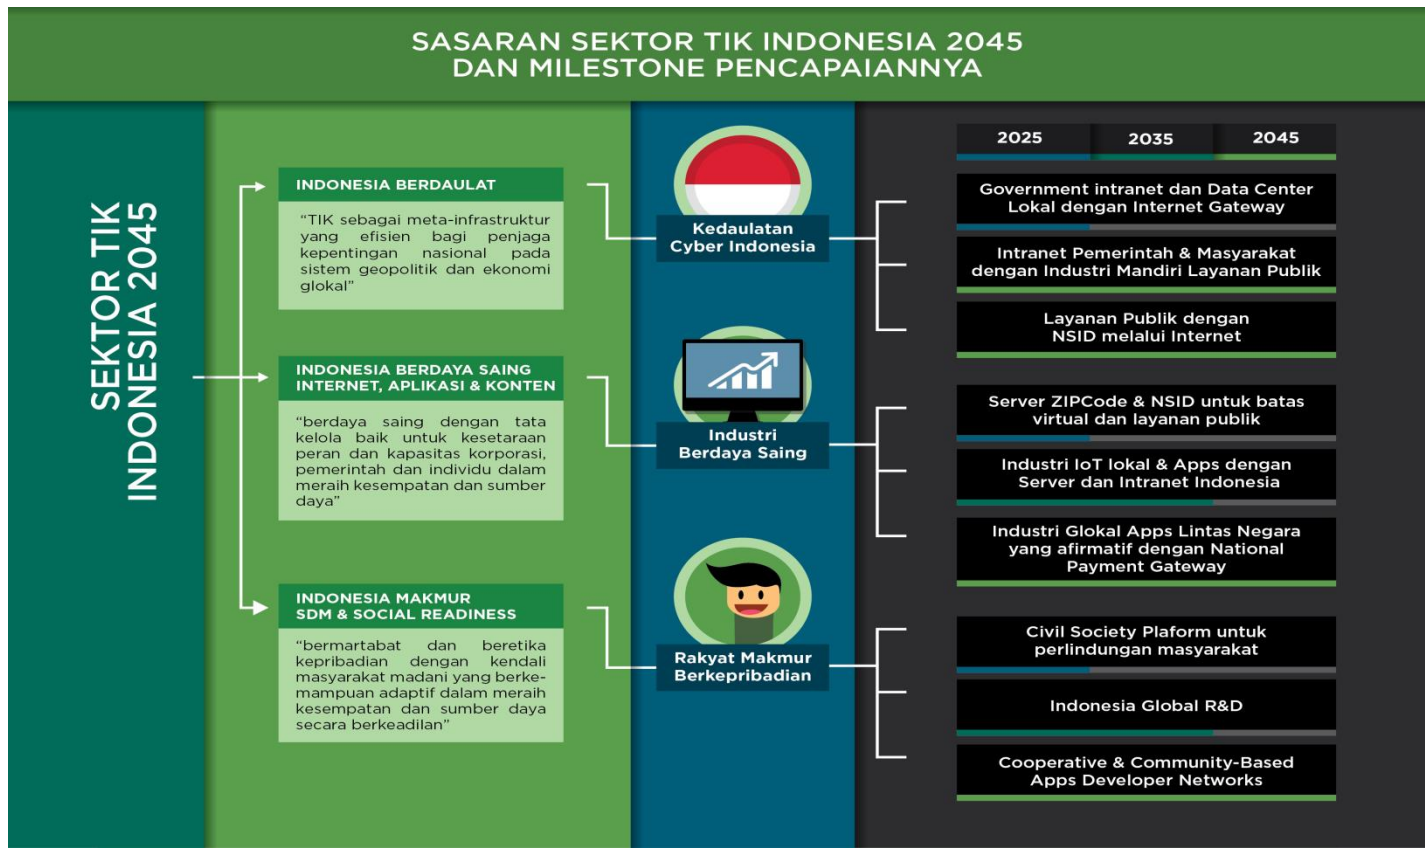 SASARAN SEKTOR TIK INDONESIA 2045
DAN MILESTONE PENCAPAIANNYA
SEKTOR TIK
INDONESIA 2045
INDONESIA BERDAULAT
“TIK sebagai meta-infrastruktur
yang efisien bagi penjaga
kepentingan nasional pada
sistem geopolitik dan ekonomi
glokal”
INDONESIA BERDAYA SAING
INTERNET, APLIKASI & KONTEN
“berdaya saing dengan tata
kelola baik untuk kesetaraan
peran dan kapasitas korporasi,
pemerintah dan individu dalam
meraih kesempatan dan sumber
daya”
INDONESIA MAKMUR
SDM & SOCIAL READINESS
“bermartabat dan beretika
kepribadian dengan kendali
masyarakat madani yang berke-
mampuan adaptif dalam meraih
kesempatan dan sumber daya
secara berkeadilan”
Kedaulatan
Cyber Indonesia
Industri
Berdaya Saing
Rakyat Makmur
Berkepribadian
2025 2035 2045
Government intranet dan Data Center
Lokal dengan Internet Gateway
Intranet Pemerintah & Masyarakat
dengan Industri Mandiri Layanan Publik
Layanan Publik dengan
NSID melalui Internet
Server ZIPCode & NSID untuk batas
virtual dan layanan publik
Industri IoT lokal & Apps dengan
Server dan Intranet Indonesia
Industri Glokal Apps Lintas Negara
yang afirmatif dengan National
Payment Gateway
Civil Society Plaform untuk
perlindungan masyarakat
Indonesia Global R&D
Cooperative & Community-Based
Apps Developer Networks